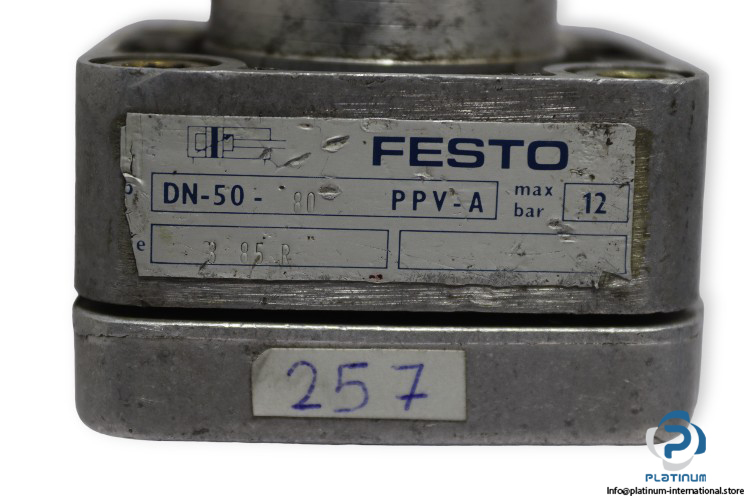 FESTO
DN-50- 80 PPV-A max bar 12
e 3 85 R
257
PLATINUM
Info@platinum-international.store